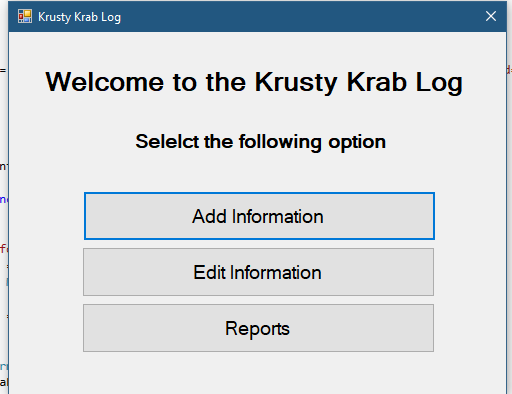 Krusty Krab Log
Welcome to the Krusty Krab Log
Selelct the following option
Add Information
Edit Information
Reports